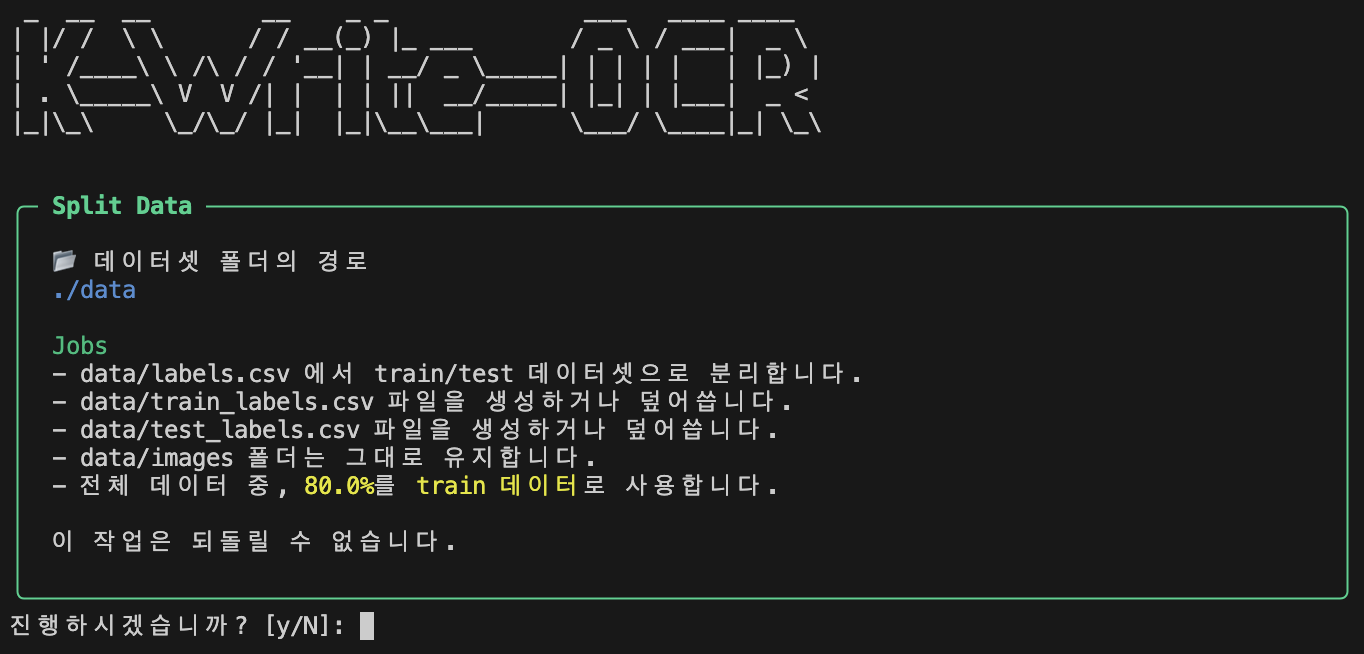 K-Write-OCR
Split Data
📂 데이터셋 폴더의 경로
./data
Jobs
- data/labels.csv 에서 train/test 데이터셋으로 분리합니다.
- data/train_labels.csv 파일을 생성하거나 덮어씁니다.
- data/test_labels.csv 파일을 생성하거나 덮어씁니다.
- data/images 폴더는 그대로 유지합니다.
- 전체 데이터 중, 80.0%를 train 데이터로 사용합니다.
이 작업은 되돌릴 수 없습니다.
진행하시겠습니까? [y/N]: